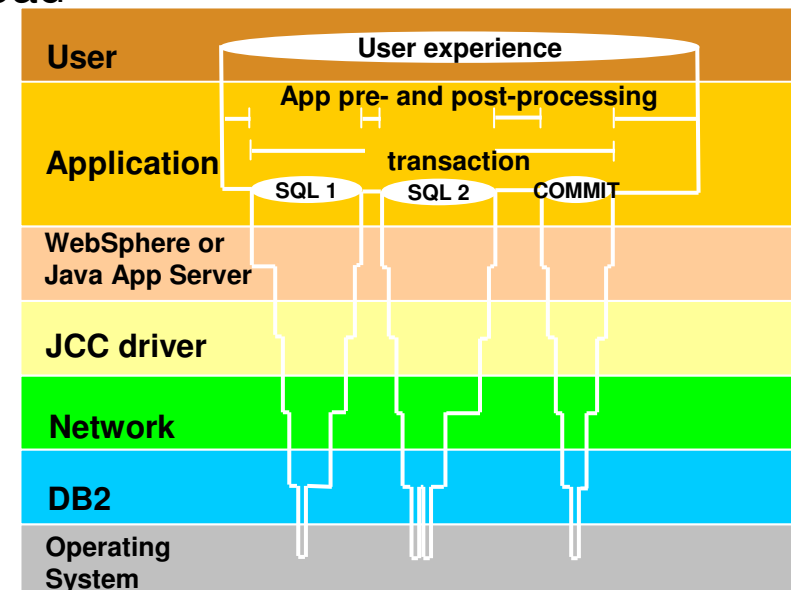 User
User experience
App pre- and post-processing
Application
transaction
SQL 1
SQL 2
COMMIT
WebSphere or
Java App Server
JCC driver
Network
DB2
Operating
System